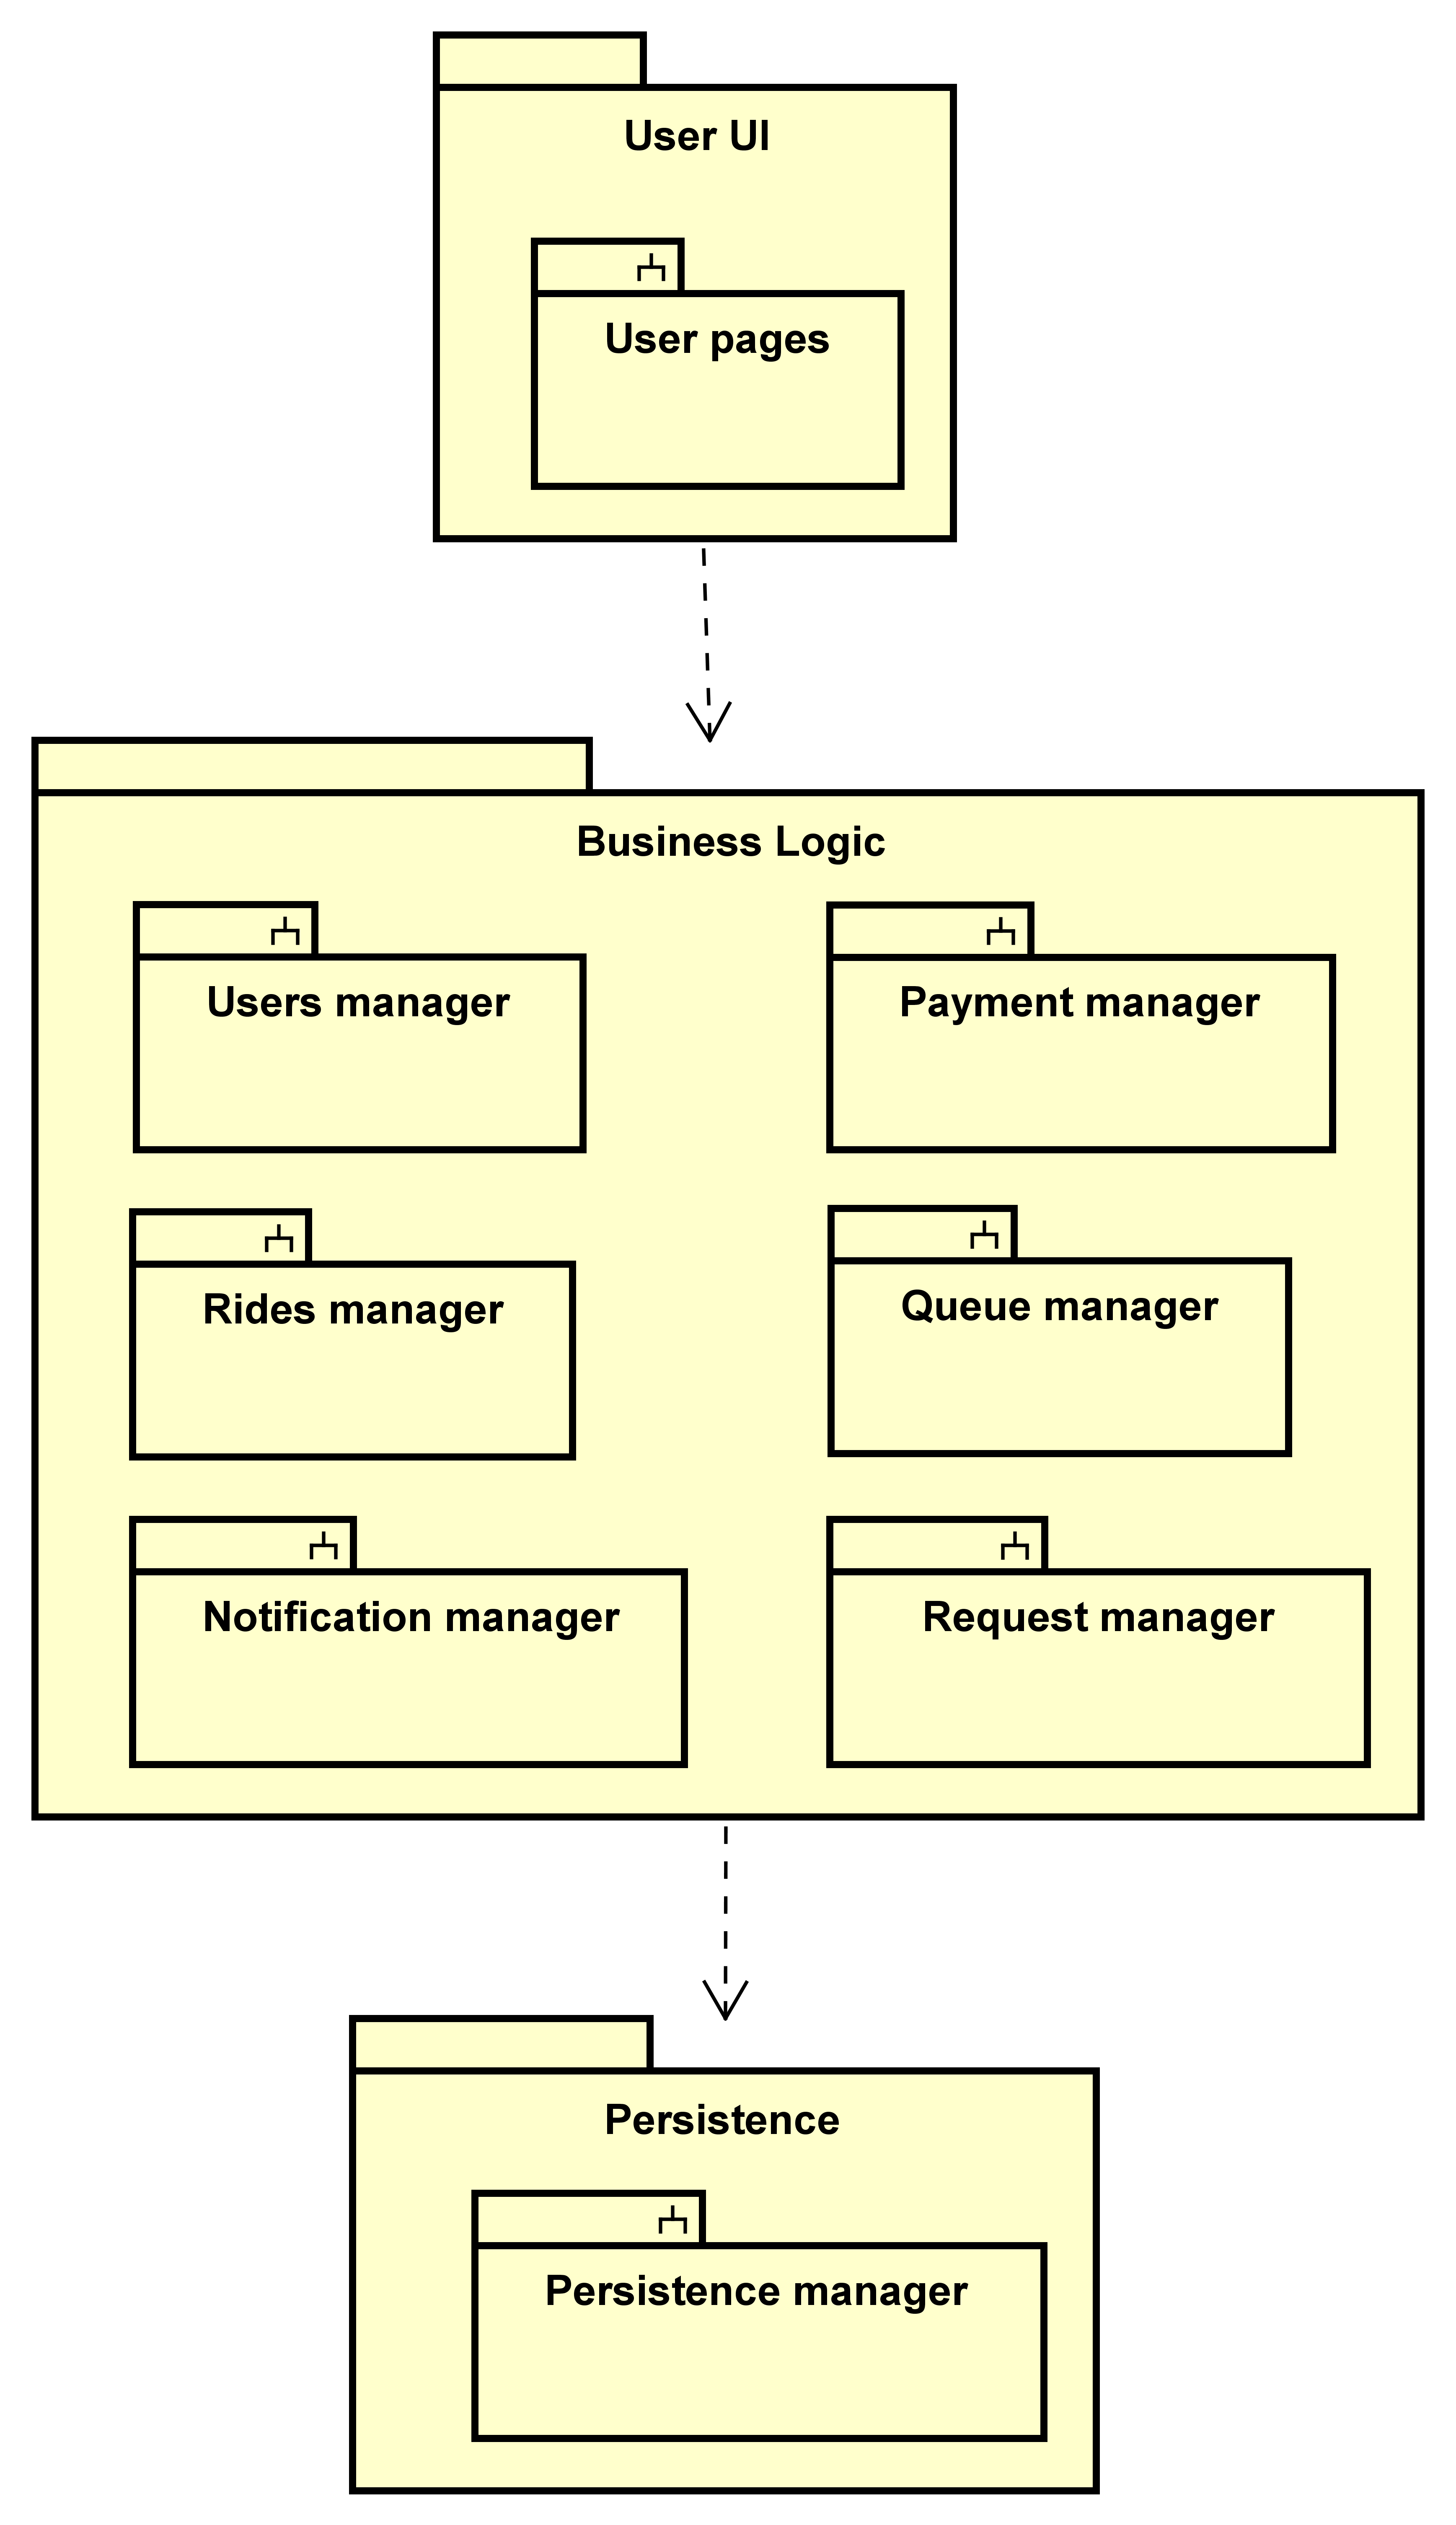 User UI
User pages
Business Logic
Users manager
Payment manager
Rides manager
Queue manager
Notification manager
Request manager
Persistence
Persistence manager